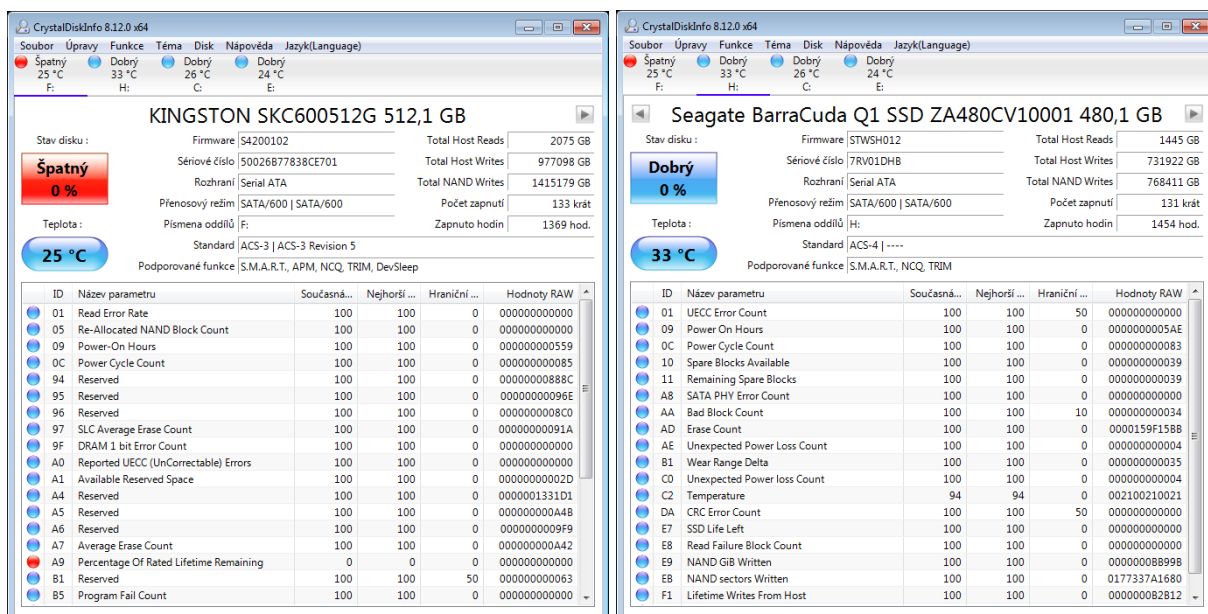 CrystalDiskInfo 8.12.0 x64
Soubor Úpravy Funkce Téma Disk Nápověda Jazyk(Language)
Špatný Dobrý Dobrý Dobrý
25 °C 33 °C 26 °C 24 °C
F: H: C: E:
KINGSTON SKC600512G 512,1 GB
Stav disku :
Špatný
0 %
Teplota :
25 °C
Firmware S4200102
Sériové číslo 50026B77838CE701
Rozhraní Serial ATA
Přenosový režim SATA/600 | SATA/600
Písmena oddílů F:
Standard ACS-3 | ACS-3 Revision 5
Podporované funkce S.M.A.R.T., APM, NCQ, TRIM, DevSleep
Total Host Reads 2075 GB
Total Host Writes 977098 GB
Total NAND Writes 1415179 GB
Počet zapnutí 133 krát
Zapnuto hodin 1369 hod.
ID Název parametru Současná... Nejhorší ... Hraniční ... Hodnoty RAW
01 Read Error Rate 100 100 0 000000000000
05 Re-Allocated NAND Block Count 100 100 0 000000000000
09 Power-On Hours 100 100 0 000000000559
0C Power Cycle Count 100 100 0 000000000085
94 Reserved 100 100 0 00000000888C
95 Reserved 100 100 0 00000000096E
96 Reserved 100 100 0 0000000008C0
97 SLC Average Erase Count 100 100 0 00000000091A
9F DRAM 1 bit Error Count 100 100 0 000000000000
A0 Reported UECC (UnCorrectable) Errors 100 100 0 000000000000
A1 Available Reserved Space 100 100 0 00000000002D
A4 Reserved 100 100 0 0000001331D1
A5 Reserved 100 100 0 000000000A4B
A6 Reserved 100 100 0 0000000009F9
A7 Average Erase Count 100 100 0 000000000A42
A9 Percentage Of Rated Lifetime Remaining 0 0 0 000000000000
B1 Reserved 100 100 50 000000000063
B5 Program Fail Count 100 100 0 000000000000
CrystalDiskInfo 8.12.0 x64
Soubor Úpravy Funkce Téma Disk Nápověda Jazyk(Language)
Špatný Dobrý Dobrý Dobrý
25 °C 33 °C 26 °C 24 °C
F: H: C: E:
Seagate BarraCuda Q1 SSD ZA480CV10001 480,1 GB
Stav disku :
Dobrý
0 %
Teplota :
33 °C
Firmware STWSH012
Sériové číslo 7RV01DHB
Rozhraní Serial ATA
Přenosový režim SATA/600 | SATA/600
Písmena oddílů H:
Standard ACS-4 | ----
Podporované funkce S.M.A.R.T., NCQ, TRIM
Total Host Reads 1445 GB
Total Host Writes 731922 GB
Total NAND Writes 768411 GB
Počet zapnutí 131 krát
Zapnuto hodin 1454 hod.
ID Název parametru Současná... Nejhorší ... Hraniční ... Hodnoty RAW
01 UECC Error Count 100 100 50 000000000000
09 Power On Hours 100 100 0 0000000005AE
0C Power Cycle Count 100 100 0 000000000083
10 Spare Blocks Available 100 100 0 000000000039
11 Remaining Spare Blocks 100 100 0 000000000039
A8 SATA PHY Error Count 100 100 0 000000000000
AA Bad Block Count 100 100 10 000000000034
AD Erase Count 100 100 0 0000159F15BB
AE Unexpected Power Loss Count 100 100 0 000000000004
B1 Wear Range Delta 100 100 0 000000000035
C0 Unexpected Power loss Count 100 100 0 000000000004
C2 Temperature 94 94 0 002100210021
DA CRC Error Count 100 100 50 000000000000
E7 SSD Life Left 100 100 0 000000000000
E8 Read Failure Block Count 100 100 0 000000000000
E9 NAND GiB Written 100 100 0 0000000BB99B
EB NAND sectors Written 100 100 0 0177337A1680
F1 Lifetime Writes From Host 100 100 0 0000000B2B12